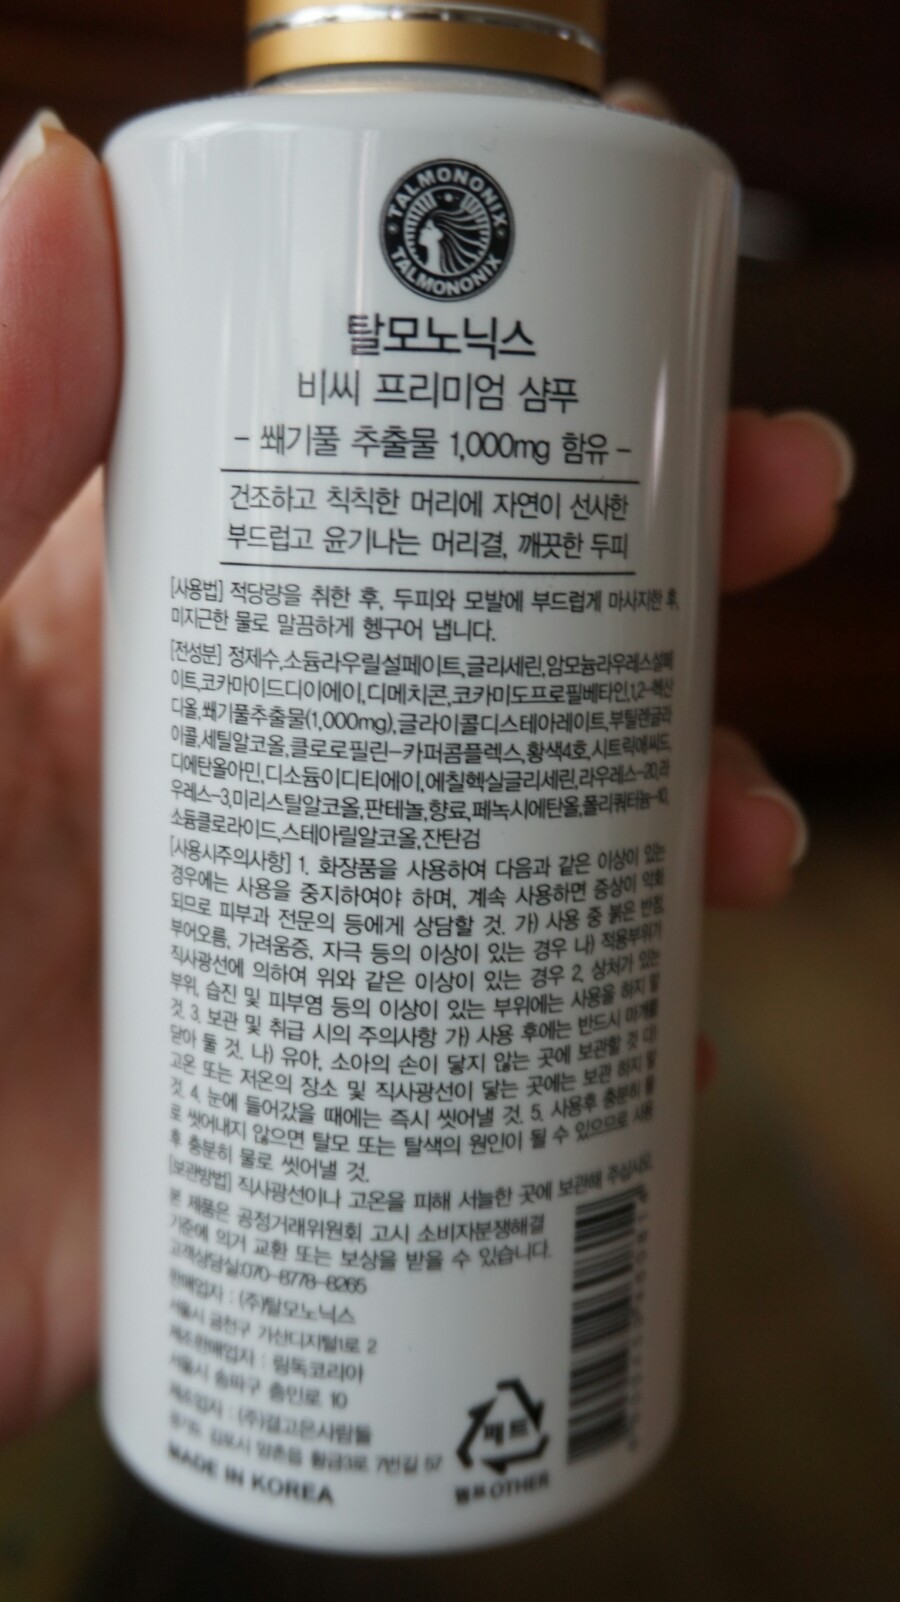 TALMONONIX
TALMONONIX
탈모노닉스
비씨 프리미엄 샴푸
- 쐐기풀 추출물 1,000mg 함유 -
건조하고 칙칙한 머리에 자연이 선사한
부드럽고 윤기나는 머리결, 깨끗한 두피
[사용법] 적당량을 취한 후, 두피와 모발에 부드럽게 마사지한 후,
미지근한 물로 말끔하게 헹구어 냅니다.
[전성분] 정제수,소듐라우릴설페이트,글리세린,암모늄라우레스설페
이트,코카마이드디이에이,디메치콘,코카미도프로필베타인,1,2-헥산
디올,쐐기풀추출물(1,000mg),글라이콜디스테아레이트,부틸렌글라
이콜,세틸알코올,클로로필린-카퍼콤플렉스,황색4호,시트릭에씨드,
디에탄올아민,디소듐이디티에이,에칠헥실글리세린,라우레스-20,라
우레스-3,미리스틸알코올,판테놀,향료,페녹시에탄올,폴리쿼터늄-10,
소듐클로라이드,스테아릴알코올,잔탄검
[사용시주의사항] 1. 화장품을 사용하여 다음과 같은 이상이 있는
경우에는 사용을 중지하여야 하며, 계속 사용하면 증상이 악화
되므로 피부과 전문의 등에게 상담할 것. 가) 사용 중 붉은 반점,
부어오름, 가려움증, 자극 등의 이상이 있는 경우 나) 적용부위가
직사광선에 의하여 위와 같은 이상이 있는 경우 2. 상처가 있는
부위, 습진 및 피부염 등의 이상이 있는 부위에는 사용을 하지 말
것. 3. 보관 및 취급 시의 주의사항 가) 사용 후에는 반드시 마개를
닫아 둘 것. 나) 유아, 소아의 손이 닿지 않는 곳에 보관할 것 다)
고온 또는 저온의 장소 및 직사광선이 닿는 곳에는 보관 하지 말
것. 4. 눈에 들어갔을 때에는 즉시 씻어낼 것. 5. 사용후 충분히 물
로 씻어내지 않으면 탈모 또는 탈색의 원인이 될 수 있으므로 사용
후 충분히 물로 씻어낼 것.
[보관방법] 직사광선이나 고온을 피해 서늘한 곳에 보관해 주십시오.
본 제품은 공정거래위원회 고시 소비자분쟁해결
기준에 의거 교환 또는 보상을 받을 수 있습니다.
고객상담실:070-8778-8265
판매업자 : (주)탈모노닉스
서울시 금천구 가산디지털1로 2
제조판매업자 : 링독코리아
서울시 송파구 충민로 10
제조업자 : (주)결고은사람들
경기도 김포시 양촌읍 황금3로 7번길 57
MADE IN KOREA
페트
펌프 OTHER